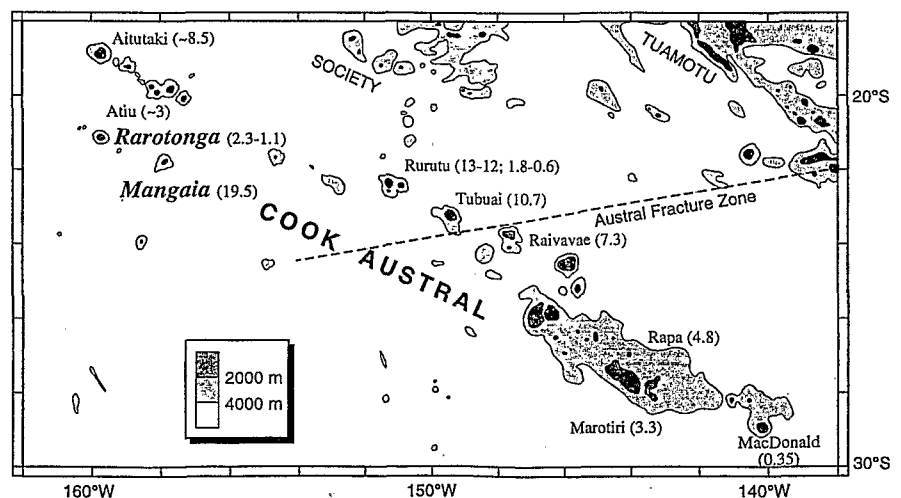 Aitutaki (~8.5)
SOCIETY
TUAMOTU
20°S
Atiu (~3)
Rarotonga (2.3-1.1)
Rurutu (13-12; 1.8-0.6)
Mangaia (19.5)
Tubuai (10.7)
Austral Fracture Zone
COOK AUSTRAL
Raivavae (7.3)
Rapa (4.8)
2000 m
4000 m
Marotiri (3.3)
MacDonald
(0.35)
30°S
160°W
150°W
140°W